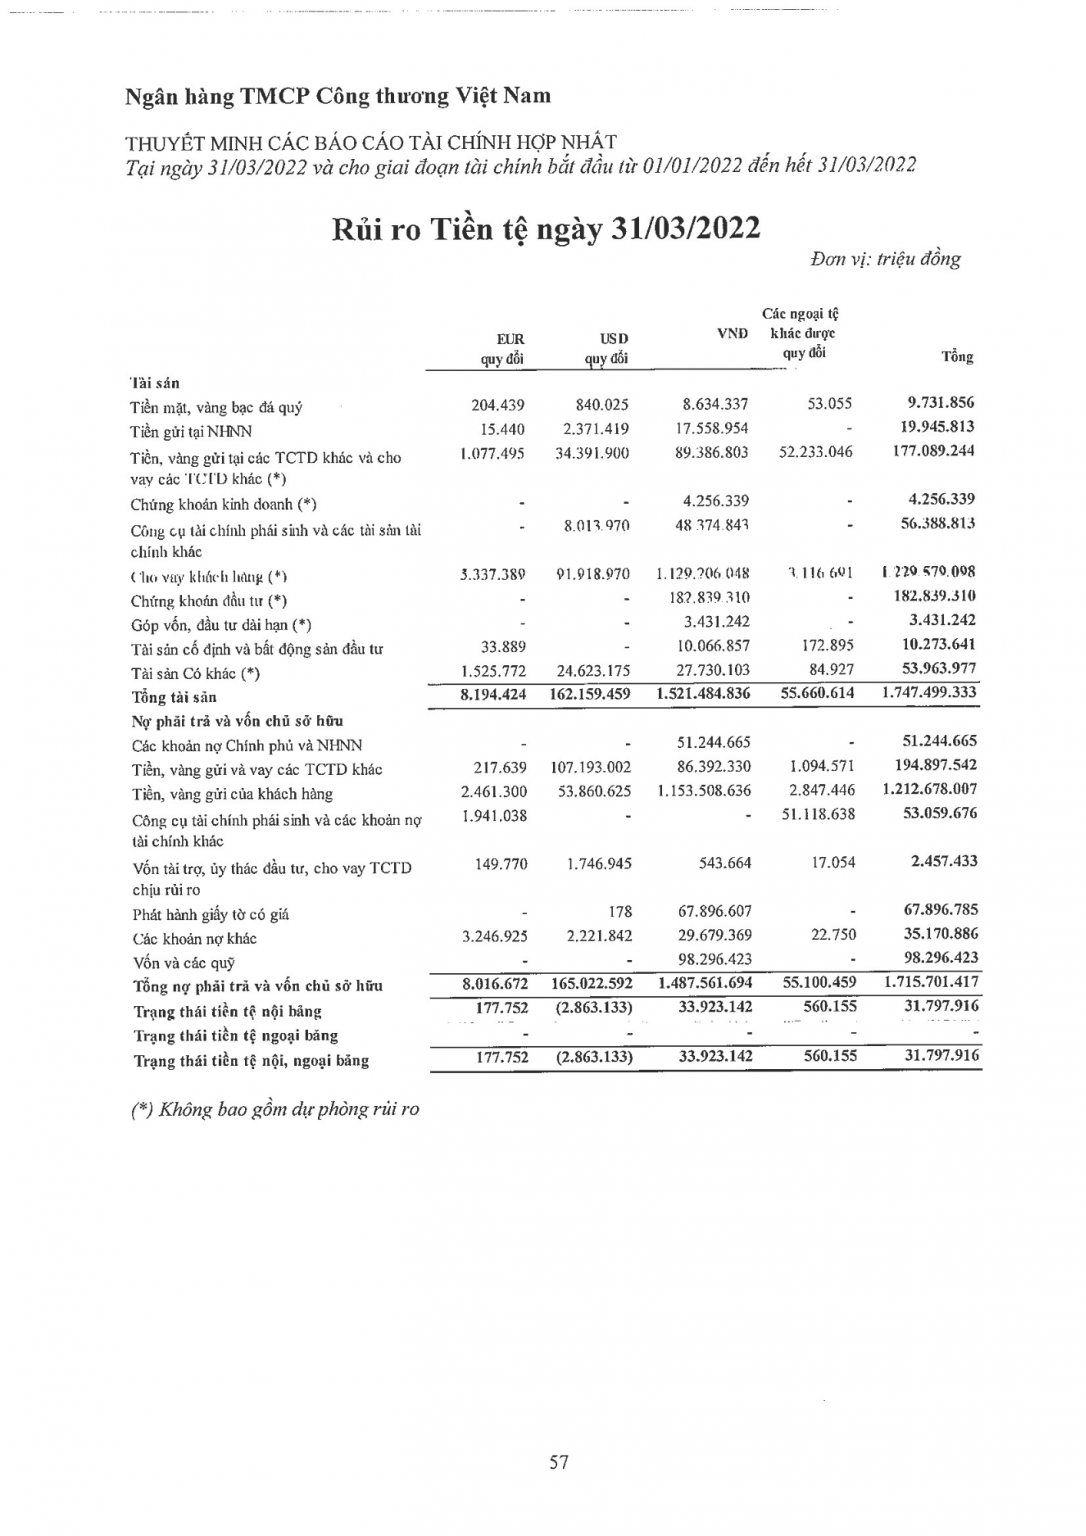 Ngân hàng TMCP Công thương Việt Nam
THUYẾT MINH CÁC BÁO CÁO TÀI CHÍNH HỢP NHẤT
Tại ngày 31/03/2022 và cho giai đoạn tài chính bắt đầu từ 01/01/2022 đến hết 31/03/2022
Rủi ro Tiền tệ ngày 31/03/2022
Đơn vị: triệu đồng
EUR quy đổi USD quy đổi VNĐ Các ngoại tệ khác được quy đổi Tổng
Tài sản
Tiền mặt, vàng bạc đá quý 204.439 840.025 8.634.337 53.055 9.731.856
Tiền gửi tại NHNN 15.440 2.371.419 17.558.954 - 19.945.813
Tiền, vàng gửi tại các TCTD khác và cho 1.077.495 34.391.900 89.386.803 52.233.046 177.089.244
vay các TCTD khác (*)
Chứng khoán kinh doanh (*) - - 4.256.339 - 4.256.339
Công cụ tài chính phái sinh và các tài sản tài - 8.013.970 48.374.843 - 56.388.813
chính khác
Cho vay khách hàng (*) 5.337.389 91.918.970 1.129.206.048 3.116.691 1.229.579.098
Chứng khoán đầu tư (*) - - 182.839.310 - 182.839.310
Góp vốn, đầu tư dài hạn (*) - - 3.431.242 - 3.431.242
Tài sản cố định và bất động sản đầu tư 33.889 - 10.066.857 172.895 10.273.641
Tài sản Có khác (*) 1.525.772 24.623.175 27.730.103 84.927 53.963.977
Tổng tài sản 8.194.424 162.159.459 1.521.484.836 55.660.614 1.747.499.333
Nợ phải trả và vốn chủ sở hữu
Các khoản nợ Chính phủ và NHNN - - 51.244.665 - 51.244.665
Tiền, vàng gửi và vay các TCTD khác 217.639 107.193.002 86.392.330 1.094.571 194.897.542
Tiền, vàng gửi của khách hàng 2.461.300 53.860.625 1.153.508.636 2.847.446 1.212.678.007
Công cụ tài chính phái sinh và các khoản nợ 1.941.038 - - 51.118.638 53.059.676
tài chính khác
Vốn tài trợ, ủy thác đầu tư, cho vay TCTD 149.770 1.746.945 543.664 17.054 2.457.433
chịu rủi ro
Phát hành giấy tờ có giá - 178 67.896.607 - 67.896.785
Các khoản nợ khác 3.246.925 2.221.842 29.679.369 22.750 35.170.886
Vốn và các quỹ - - 98.296.423 - 98.296.423
Tổng nợ phải trả và vốn chủ sở hữu 8.016.672 165.022.592 1.487.561.694 55.100.459 1.715.701.417
Trạng thái tiền tệ nội bảng 177.752 (2.863.133) 33.923.142 560.155 31.797.916
Trạng thái tiền tệ ngoại bảng - - - - -
Trạng thái tiền tệ nội, ngoại bảng 177.752 (2.863.133) 33.923.142 560.155 31.797.916
(*) Không bao gồm dự phòng rủi ro
57